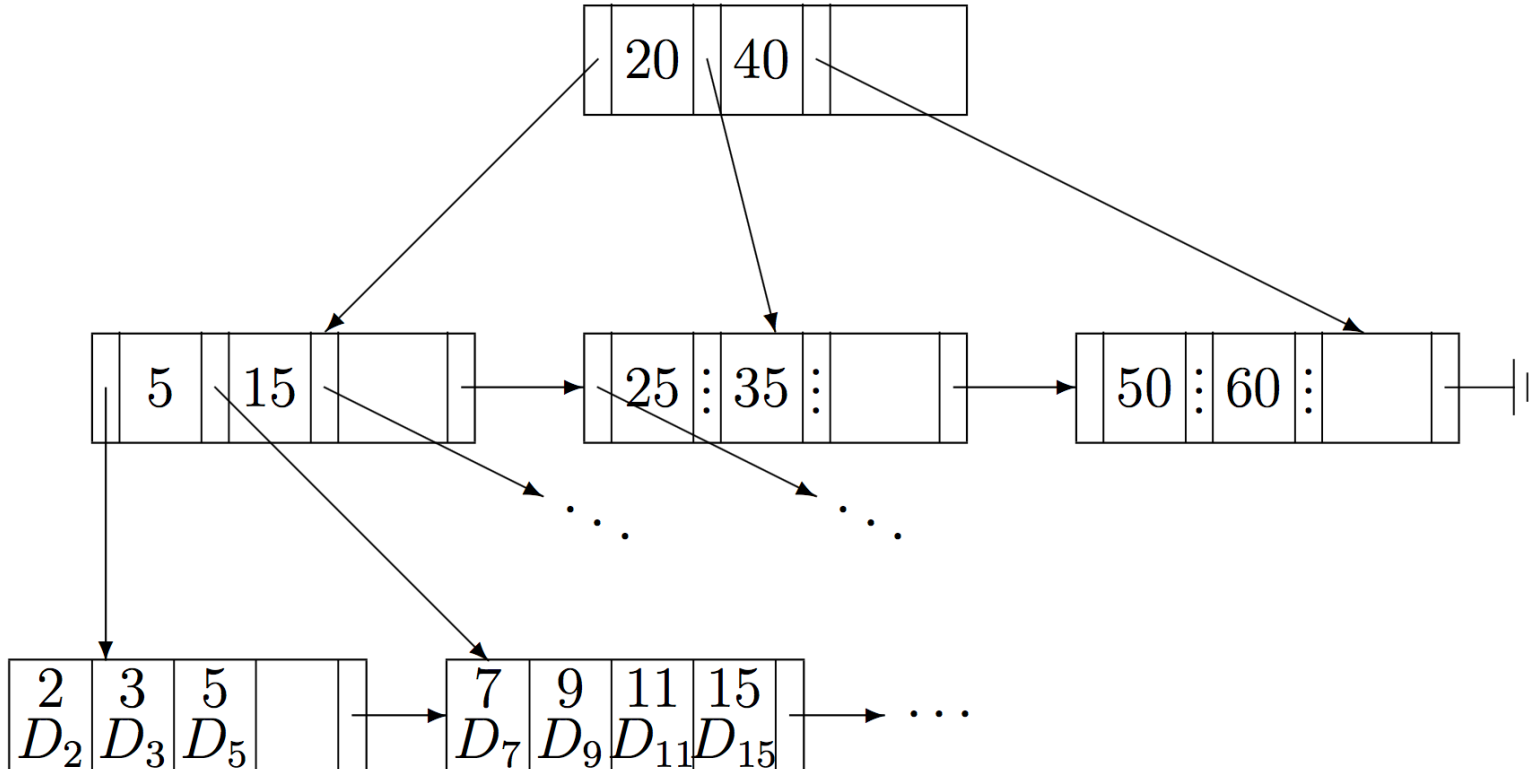 20 40
5 15 25 ⋮ 35 ⋮ 50 ⋮ 60 ⋮
⋱ ⋱
2 3 5 7 9 11 15
D₂ D₃ D₅ D₇ D₉ D₁₁ D₁₅ ⋯